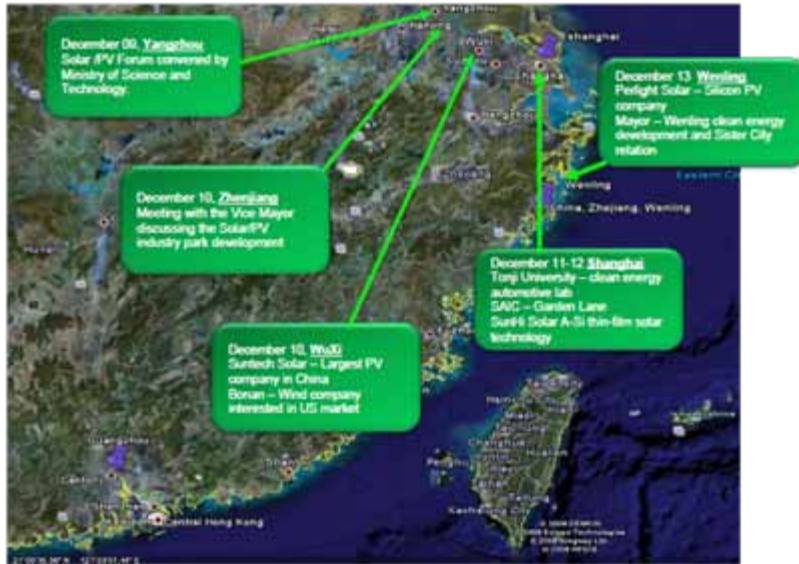 December 09, Yangzhou
Solar /PV Forum convened by
Ministry of Science and
Technology.
December 13 Wenling
Perlight Solar – Silicon PV
company
Mayor – Wenling clean energy
development and Sister City
relation
December 10, Zhenjiang
Meeting with the Vice Mayor
discussing the Solar/PV
industry park development
December 11-12 Shanghai
Tonji University – clean energy
automotive lab
SAIC – Garden Lane
SunHi Solar A-Si thin-film solar
technology
December 10, WuXi
Suntech Solar – Largest PV
company in China
Bonan – Wind company
interested in US market
Yangzhou
shanghai
Wenling
China, Zhejiang, Wenling
Guangzhou
Central Hong Kong
Hualien
Taitung